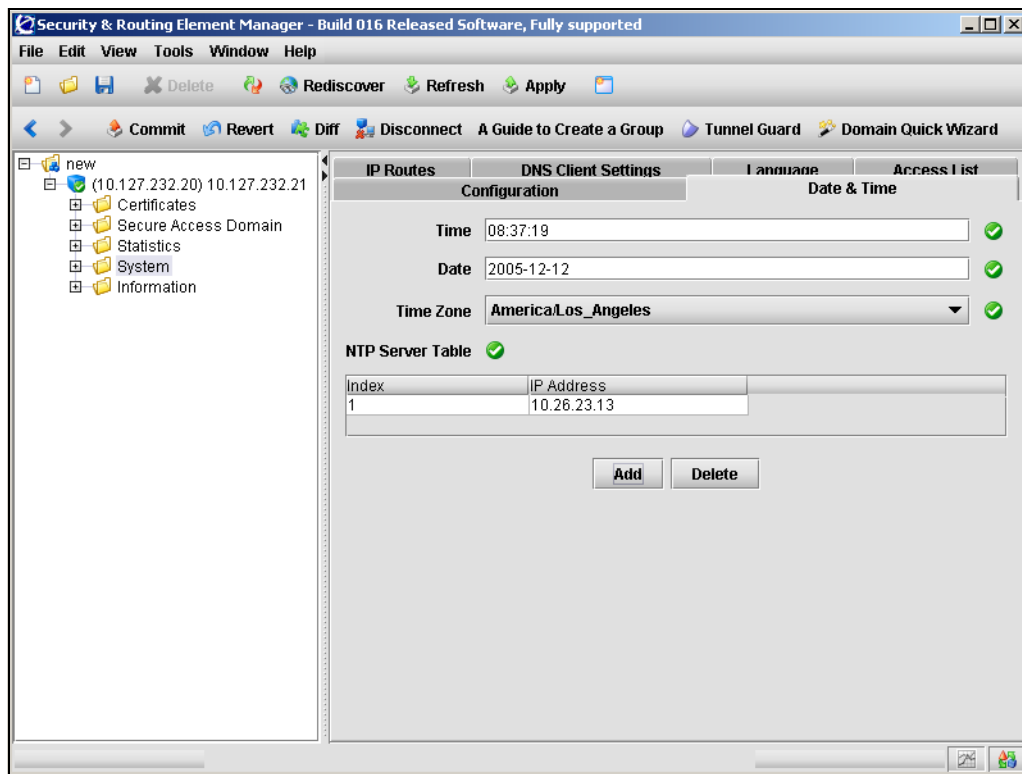 Security & Routing Element Manager - Build 016 Released Software, Fully supported
File Edit View Tools Window Help
Delete Rediscover Refresh Apply
Commit Revert Diff Disconnect A Guide to Create a Group Tunnel Guard Domain Quick Wizard
new
(10.127.232.20) 10.127.232.21
Certificates
Secure Access Domain
Statistics
System
Information
IP Routes DNS Client Settings Language Access List
Configuration Date & Time
Time 08:37:19
Date 2005-12-12
Time Zone America/Los_Angeles
NTP Server Table
Index IP Address
1 10.26.23.13
Add Delete